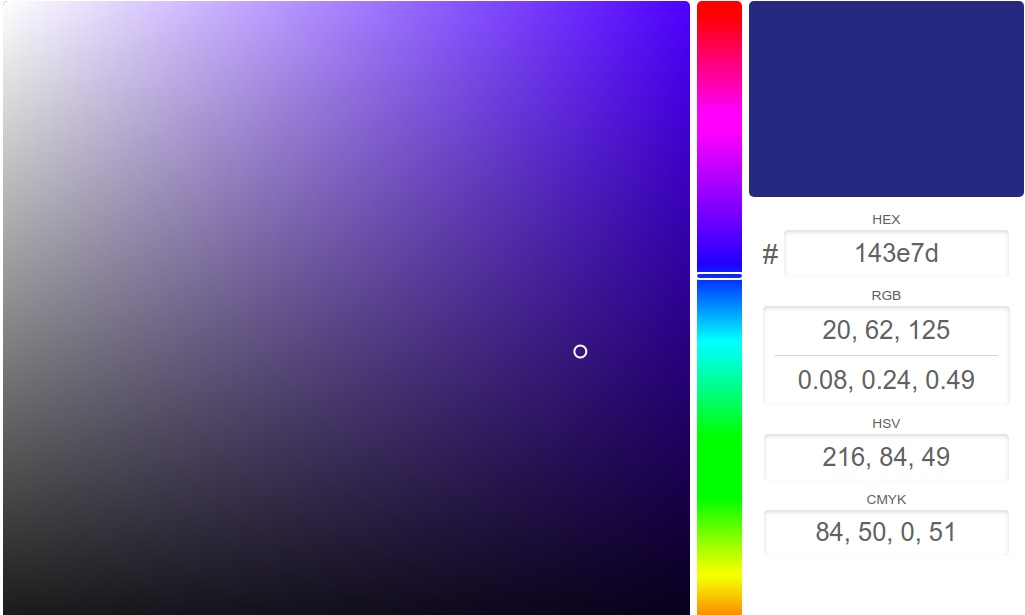 HEX
# 143e7d
RGB
20, 62, 125
0.08, 0.24, 0.49
HSV
216, 84, 49
CMYK
84, 50, 0, 51